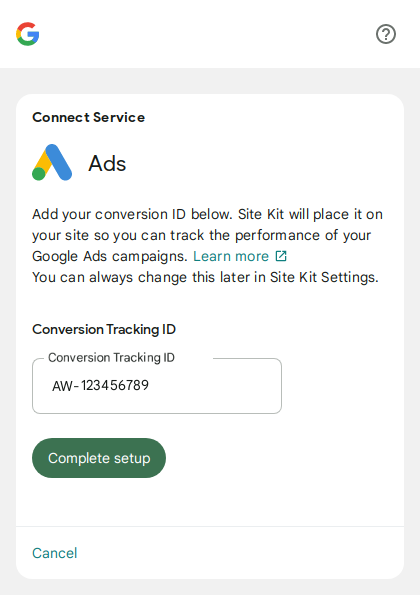 Connect Service
Ads
Add your conversion ID below. Site Kit will place it on
your site so you can track the performance of your
Google Ads campaigns. Learn more
You can always change this later in Site Kit Settings.
Conversion Tracking ID
Conversion Tracking ID
AW-123456789
Complete setup
Cancel